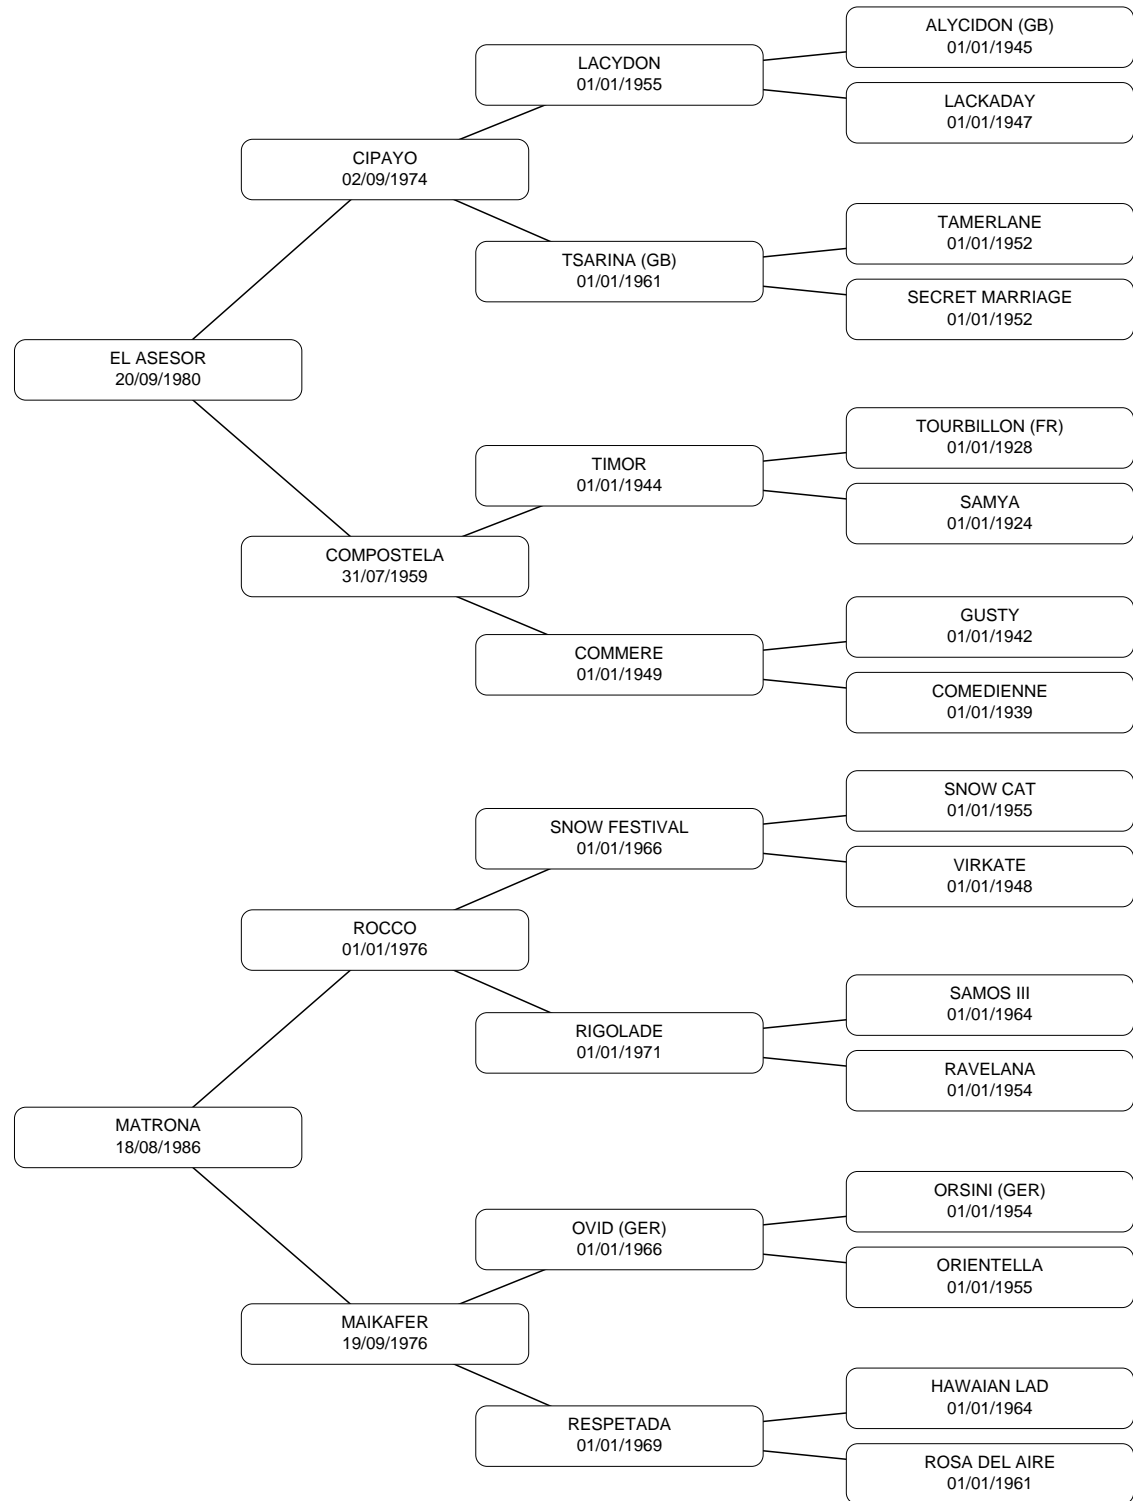 ALYCIDON (GB)
01/01/1945
LACYDON
01/01/1955
LACKADAY
01/01/1947
CIPAYO
02/09/1974
TAMERLANE
01/01/1952
TSARINA (GB)
01/01/1961
SECRET MARRIAGE
01/01/1952
EL ASESOR
20/09/1980
TOURBILLON (FR)
01/01/1928
TIMOR
01/01/1944
SAMYA
01/01/1924
COMPOSTELA
31/07/1959
GUSTY
01/01/1942
COMMERE
01/01/1949
COMEDIENNE
01/01/1939
SNOW CAT
01/01/1955
SNOW FESTIVAL
01/01/1966
VIRKATE
01/01/1948
ROCCO
01/01/1976
SAMOS III
01/01/1964
RIGOLADE
01/01/1971
RAVELANA
01/01/1954
MATRONA
18/08/1986
ORSINI (GER)
01/01/1954
OVID (GER)
01/01/1966
ORIENTELLA
01/01/1955
MAIKAFER
19/09/1976
HAWAIAN LAD
01/01/1964
RESPETADA
01/01/1969
ROSA DEL AIRE
01/01/1961